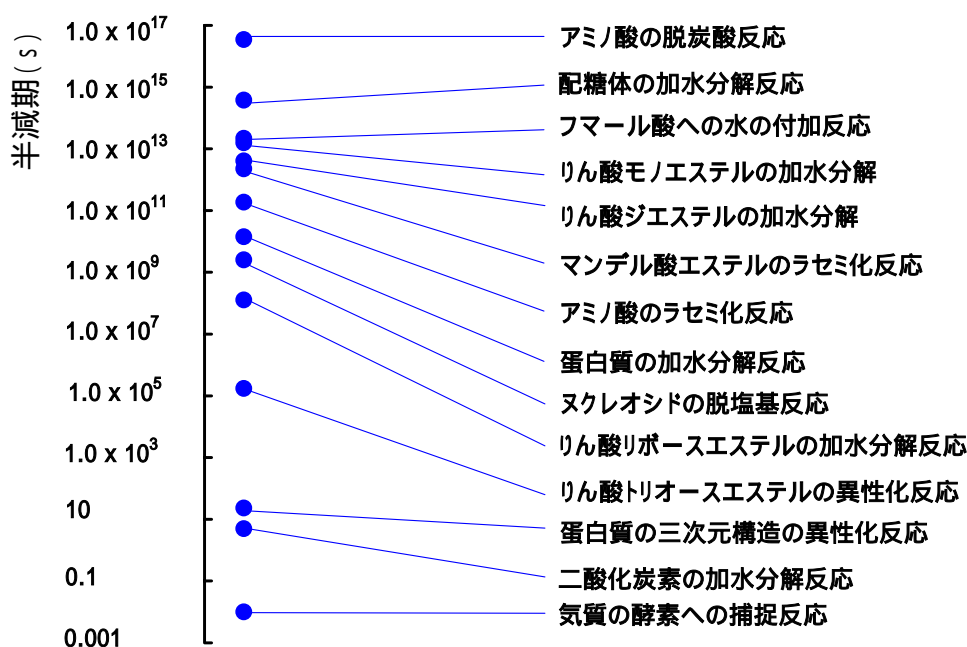 半減期(s)
1.0 x 10^17
1.0 x 10^15
1.0 x 10^13
1.0 x 10^11
1.0 x 10^9
1.0 x 10^7
1.0 x 10^5
1.0 x 10^3
10
0.1
0.001
アミノ酸の脱炭酸反応
配糖体の加水分解反応
フマール酸への水の付加反応
りん酸モノエステルの加水分解
りん酸ジエステルの加水分解
マンデル酸エステルのラセミ化反応
アミノ酸のラセミ化反応
蛋白質の加水分解反応
ヌクレオシドの脱塩基反応
りん酸リボースエステルの加水分解反応
りん酸トリオースエステルの異性化反応
蛋白質の三次元構造の異性化反応
二酸化炭素の加水分解反応
気質の酵素への捕捉反応